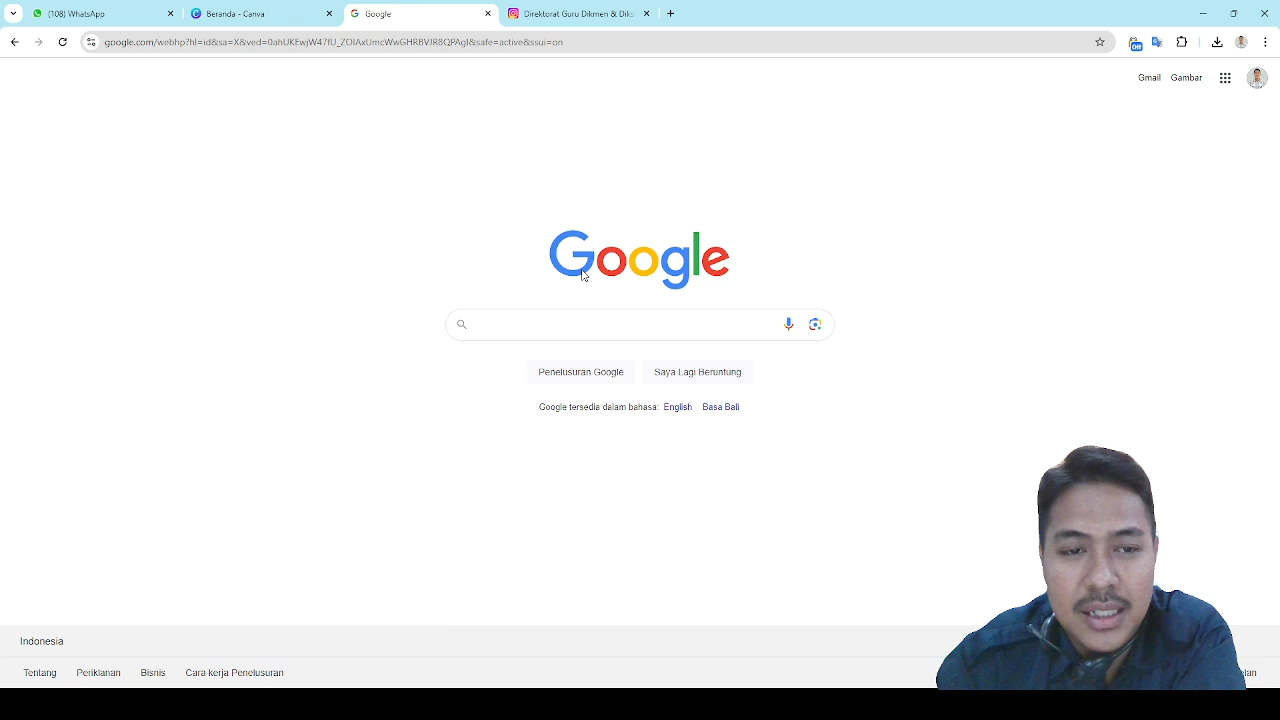 (108) WhatsApp
Beranda - Canva
Google
Direktorat Guru Dikmen & Diks
google.com/webhp?hl=id&sa=X&ved=0ahUKEwjW47fU_ZOIAxUmcWwGHRBVJR8QPAgI&safe=active&ssui=on
Off
Gmail Gambar
Google
Penelusuran Google Saya Lagi Beruntung
Google tersedia dalam bahasa: English Basa Bali
Indonesia
Tentang Periklanan Bisnis Cara kerja Penelusuran